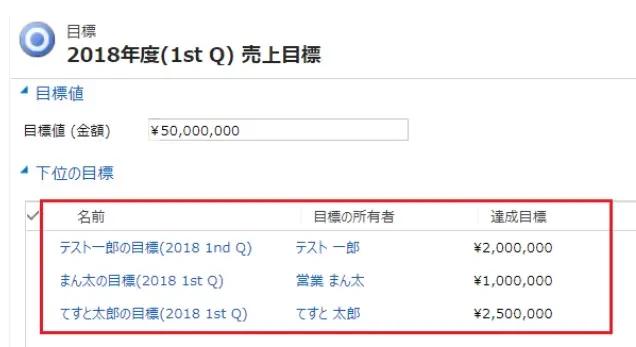 目標
2018年度(1st Q) 売上目標
目標値
目標値 (金額) ¥50,000,000
下位の目標
名前 目標の所有者 達成目標
テスト一郎の目標(2018 1nd Q) テスト 一郎 ¥2,000,000
まん太の目標(2018 1st Q) 営業 まん太 ¥1,000,000
てすと太郎の目標(2018 1st Q) てすと 太郎 ¥2,500,000